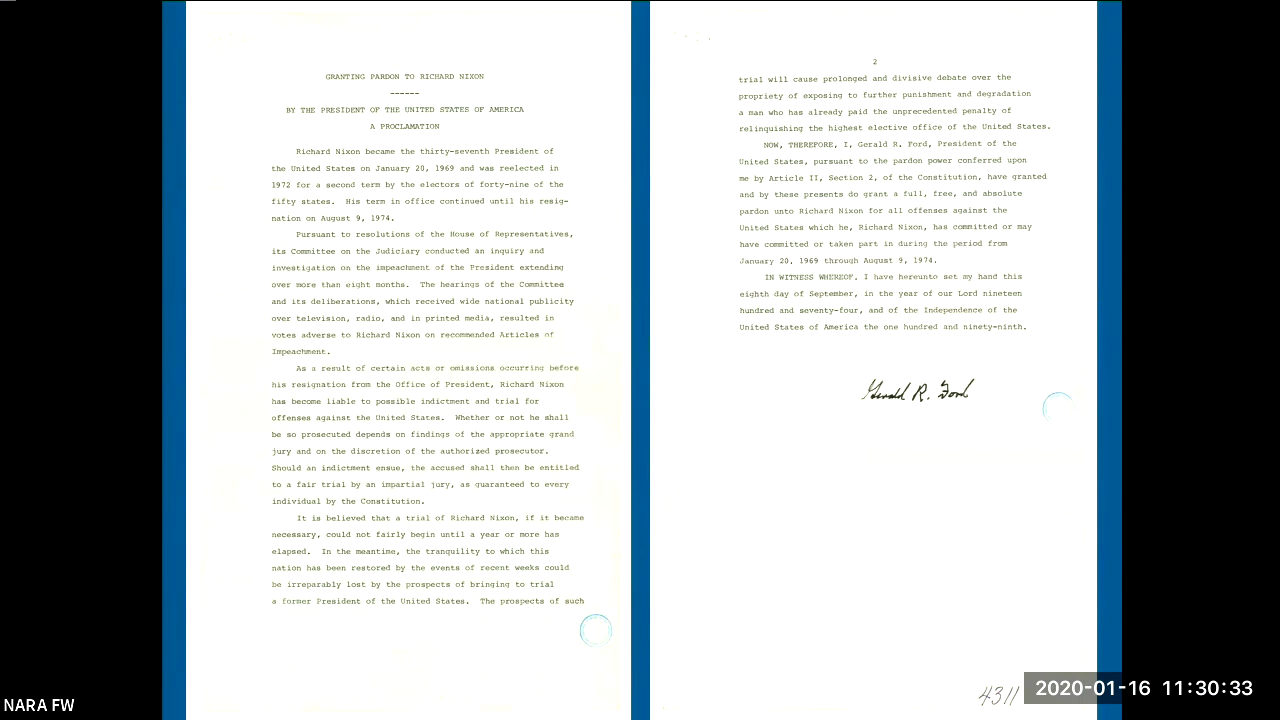 GRANTING PARDON TO RICHARD NIXON
------
BY THE PRESIDENT OF THE UNITED STATES OF AMERICA
A PROCLAMATION
Richard Nixon became the thirty-seventh President of
the United States on January 20, 1969 and was reelected in
1972 for a second term by the electors of forty-nine of the
fifty states. His term in office continued until his resig-
nation on August 9, 1974.
Pursuant to resolutions of the House of Representatives,
its Committee on the Judiciary conducted an inquiry and
investigation on the impeachment of the President extending
over more than eight months. The hearings of the Committee
and its deliberations, which received wide national publicity
over television, radio, and in printed media, resulted in
votes adverse to Richard Nixon on recommended Articles of
Impeachment.
As a result of certain acts or omissions occurring before
his resignation from the Office of President, Richard Nixon
has become liable to possible indictment and trial for
offenses against the United States. Whether or not he shall
be so prosecuted depends on findings of the appropriate grand
jury and on the discretion of the authorized prosecutor.
Should an indictment ensue, the accused shall then be entitled
to a fair trial by an impartial jury, as guaranteed to every
individual by the Constitution.
It is believed that a trial of Richard Nixon, if it became
necessary, could not fairly begin until a year or more has
elapsed. In the meantime, the tranquility to which this
nation has been restored by the events of recent weeks could
be irreparably lost by the prospects of bringing to trial
a former President of the United States. The prospects of such
2
trial will cause prolonged and divisive debate over the
propriety of exposing to further punishment and degradation
a man who has already paid the unprecedented penalty of
relinquishing the highest elective office of the United States.
NOW, THEREFORE, I, Gerald R. Ford, President of the
United States, pursuant to the pardon power conferred upon
me by Article II, Section 2, of the Constitution, have granted
and by these presents do grant a full, free, and absolute
pardon unto Richard Nixon for all offenses against the
United States which he, Richard Nixon, has committed or may
have committed or taken part in during the period from
January 20, 1969 through August 9, 1974.
IN WITNESS WHEREOF, I have hereunto set my hand this
eighth day of September, in the year of our Lord nineteen
hundred and seventy-four, and of the Independence of the
United States of America the one hundred and ninety-ninth.
Gerald R. Ford
4311
2020-01-16 11:30:33
NARA FW